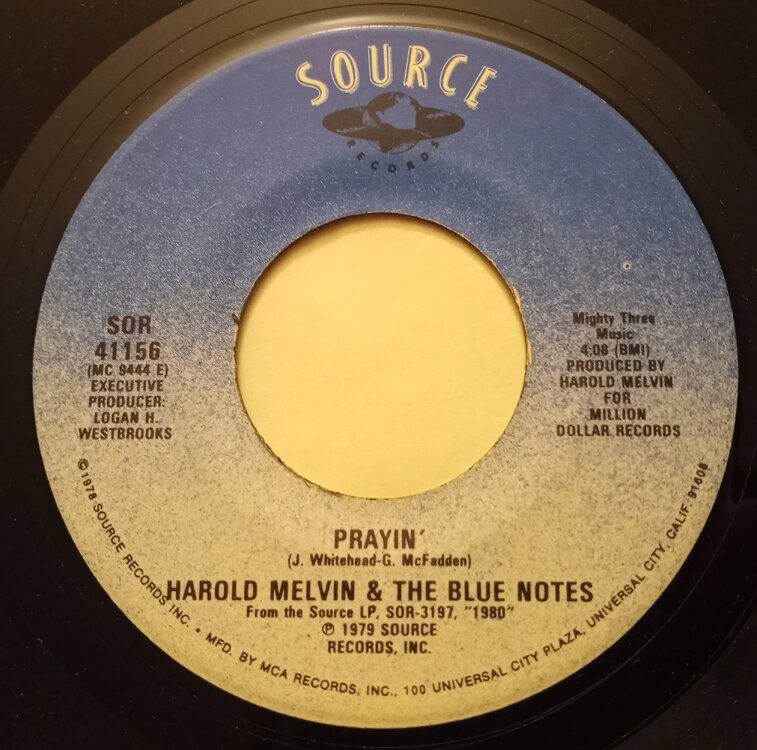 SOURCE
RECORDS
SOR
41156
(MC 9444 E)
EXECUTIVE
PRODUCER:
LOGAN H.
WESTBROOKS
Mighty Three
Music
4:08 (BMI)
PRODUCED BY
HAROLD MELVIN
FOR
MILLION
DOLLAR RECORDS
PRAYIN'
(J. Whitehead-G. McFadden)
HAROLD MELVIN & THE BLUE NOTES
From the Source LP, SOR-3197, "1980"
℗ 1979 SOURCE
RECORDS, INC.
©1978 SOURCE RECORDS INC. • MFD. BY MCA RECORDS, INC., 100 UNIVERSAL CITY PLAZA, UNIVERSAL CITY, CALIF. 91608